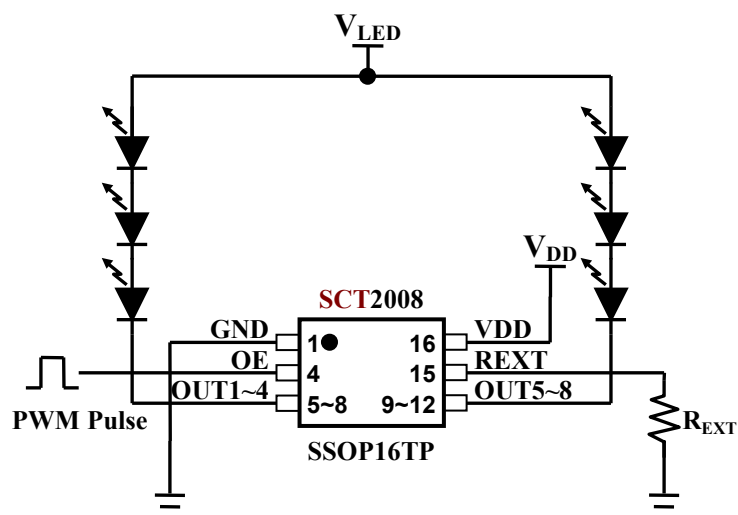 VLED
VDD
SCT2008
GND 1 16 VDD
OE 4 15 REXT
OUT1~4 5~8 9~12 OUT5~8
PWM Pulse
REXT
SSOP16TP